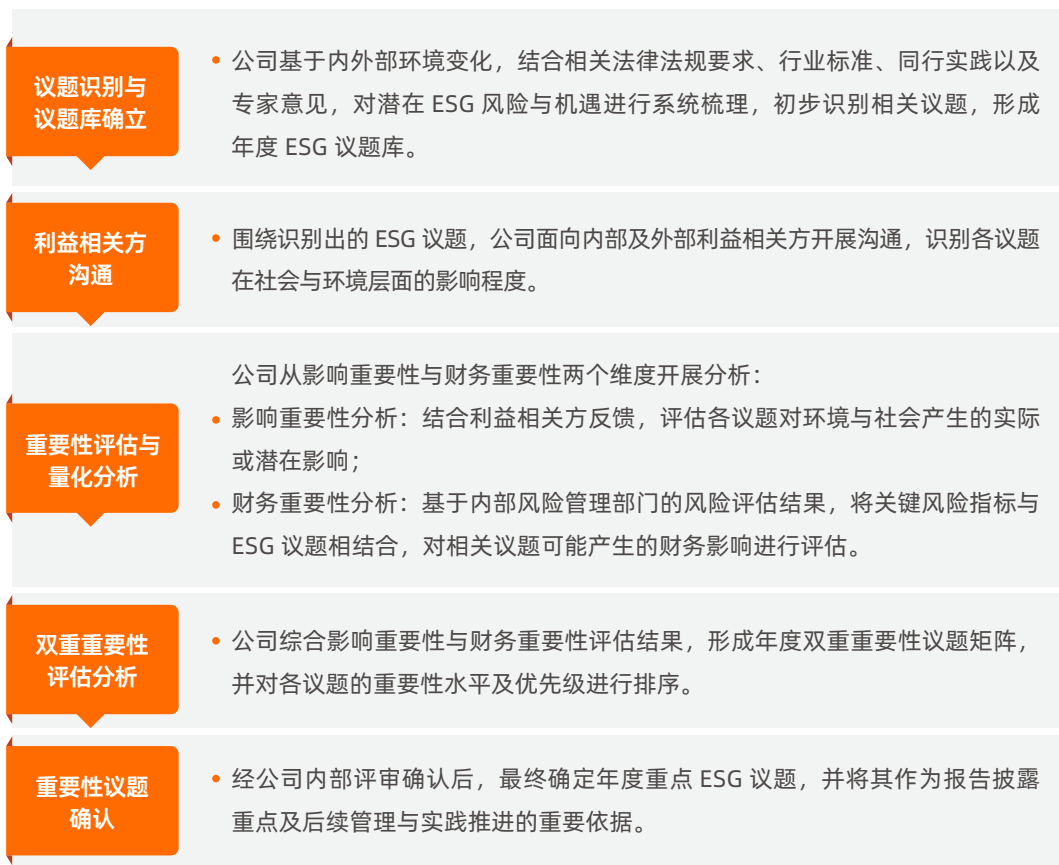 议题识别与
议题库确立
• 公司基于内外部环境变化，结合相关法律法规要求、行业标准、同行实践以及
专家意见，对潜在 ESG 风险与机遇进行系统梳理，初步识别相关议题，形成
年度 ESG 议题库。
利益相关方
沟通
• 围绕识别出的 ESG 议题，公司面向内部及外部利益相关方开展沟通，识别各议题
在社会与环境层面的影响程度。
重要性评估与
量化分析
公司从影响重要性与财务重要性两个维度开展分析：
• 影响重要性分析：结合利益相关方反馈，评估各议题对环境与社会产生的实际
或潜在影响；
• 财务重要性分析：基于内部风险管理部门的风险评估结果，将关键风险指标与
ESG 议题相结合，对相关议题可能产生的财务影响进行评估。
双重重要性
评估分析
• 公司综合影响重要性与财务重要性评估结果，形成年度双重重要性议题矩阵，
并对各议题的重要性水平及优先级进行排序。
重要性议题
确认
• 经公司内部评审确认后，最终确定年度重点 ESG 议题，并将其作为报告披露
重点及后续管理与实践推进的重要依据。